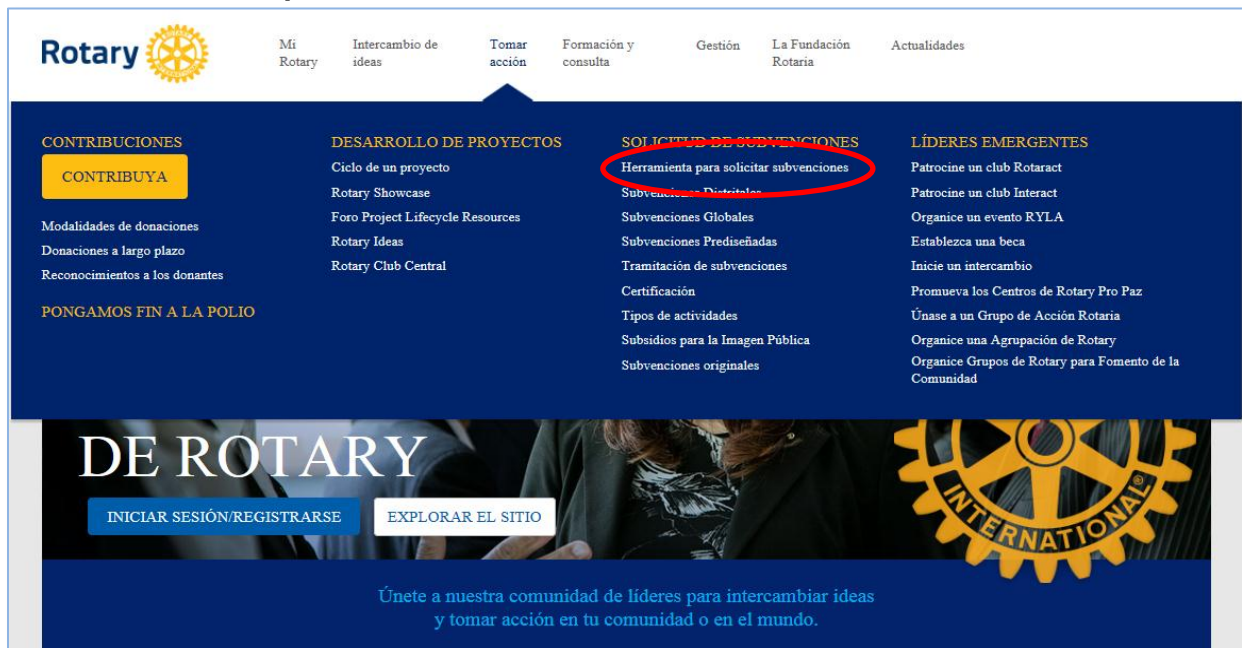 Rotary
Mi
Rotary
Intercambio de
ideas
Tomar
acción
Formación y
consulta
Gestión
La Fundación
Rotaria
Actualidades
CONTRIBUCIONES
CONTRIBUYA
Modalidades de donaciones
Donaciones a largo plazo
Reconocimientos a los donantes
PONGAMOS FIN A LA POLIO
DESARROLLO DE PROYECTOS
Ciclo de un proyecto
Rotary Showcase
Foro Project Lifecycle Resources
Rotary Ideas
Rotary Club Central
SOLICITUD DE SUBVENCIONES
Herramienta para solicitar subvenciones
Subvenciones Distritales
Subvenciones Globales
Subvenciones Prediseñadas
Tramitación de subvenciones
Certificación
Tipos de actividades
Subsidios para la Imagen Pública
Subvenciones originales
LÍDERES EMERGENTES
Patrocine un club Rotaract
Patrocine un club Interact
Organice un evento RYLA
Establezca una beca
Inicie un intercambio
Promueva los Centros de Rotary Pro Paz
Únase a un Grupo de Acción Rotaria
Organice una Agrupación de Rotary
Organice Grupos de Rotary para Fomento de la
Comunidad
DE ROTARY
INICIAR SESIÓN/REGISTRARSE
EXPLORAR EL SITIO
INTERNATIONAL
Únete a nuestra comunidad de líderes para intercambiar ideas
y tomar acción en tu comunidad o en el mundo.